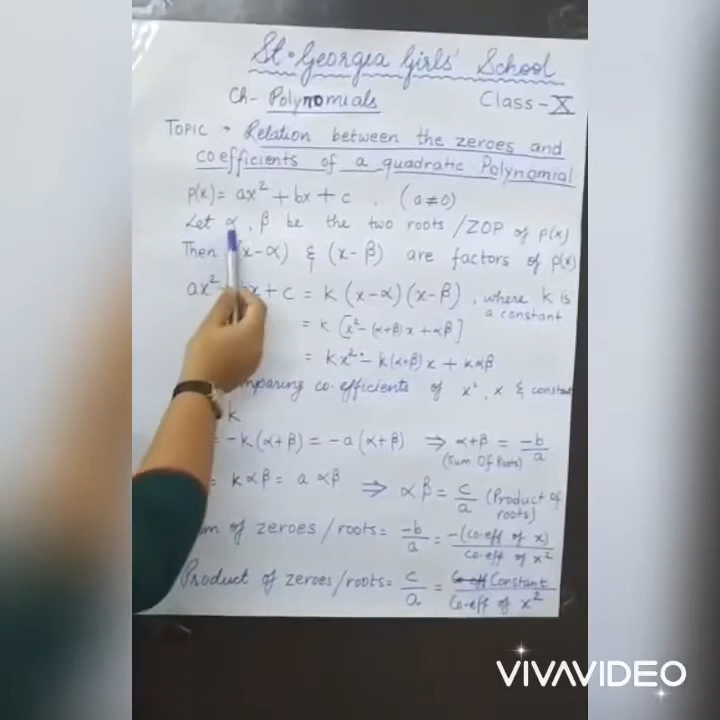 St. Georgea Girls' School
Ch- Polynomials Class-X
TOPIC - Relation between the zeroes and
coefficients of a quadratic Polynomial
p(x) = ax² + bx + c , (a≠0)
Let α, β be the two roots/ZOP of p(x)
Then (x-α) & (x-β) are factors of p(x)
ax² bx + c = k (x-α)(x-β), where k is
a constant
= k [x²-(α+β)x + αβ]
= kx² - k(α+β)x + kαβ
co-efficients of x², x &
k
= -k(α+β) = -a(α+β) ⇒ α+β = -b/a
(Sum Of Roots)
= kαβ = a αβ ⇒ αβ = c/a (Product of
roots)
of zeroes/roots = -b/a = -(co-eff of x)/co-eff of x²
Product of zeroes/roots = c/a = Constant/Co-eff of x²
VIVAVIDEO